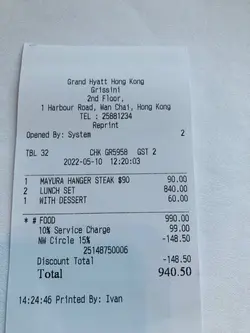 Grand Hyatt Hong Kong
Grissini
2nd Floor,
1 Harbour Road, Wan Chai, Hong Kong
TEL : 25881234
Reprint
Opened By: System 2
TBL 32 CHK GR5958 GST 2
2022-05-10 12:20:03
1 MAYURA HANGER STEAK $90 90.00
2 LUNCH SET 840.00
1 WITH DESSERT 60.00
* # FOOD 990.00
10% Service Charge 99.00
NW Circle 15% -148.50
25148750006
Discount Total -148.50
Total 940.50
14:24:46 Printed By: Ivan